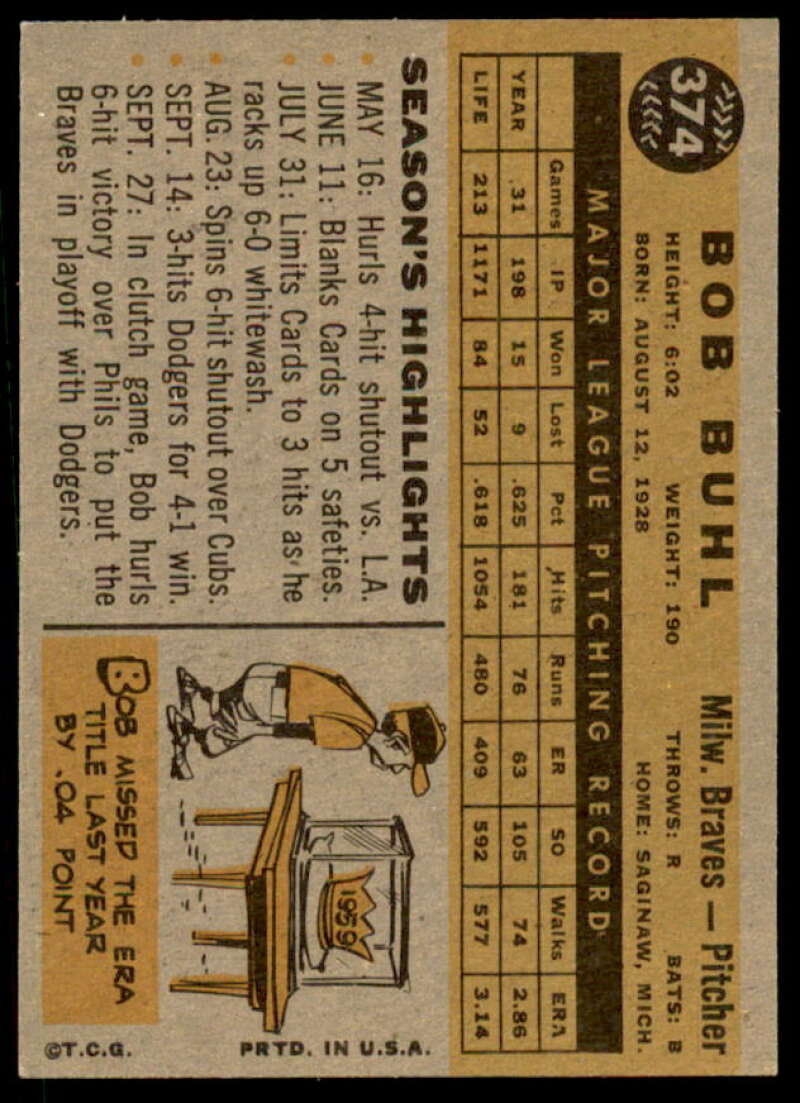 374
BOB BUHL Milw. Braves — Pitcher
HEIGHT: 6:02 WEIGHT: 190 THROWS: R BATS: B
BORN: AUGUST 12, 1928 HOME: SAGINAW, MICH.
MAJOR LEAGUE PITCHING RECORD
Games IP Won Lost Pct Hits Runs ER SO Walks ERA
YEAR 31 198 15 9 .625 181 76 63 105 74 2.86
LIFE 213 1171 84 52 .618 1054 480 409 592 577 3.14
SEASON'S HIGHLIGHTS
• MAY 16: Hurls 4-hit shutout vs. L.A.
• JUNE 11: Blanks Cards on 5 safeties.
• JULY 31: Limits Cards to 3 hits as he
racks up 6-0 whitewash.
• AUG. 23: Spins 6-hit shutout over Cubs.
• SEPT. 14: 3-hits Dodgers for 4-1 win.
• SEPT. 27: In clutch game, Bob hurls
6-hit victory over Phils to put the
Braves in playoff with Dodgers.
1959
BOB MISSED THE ERA
TITLE LAST YEAR
BY .04 POINT
©T.C.G. PRTD. IN U.S.A.